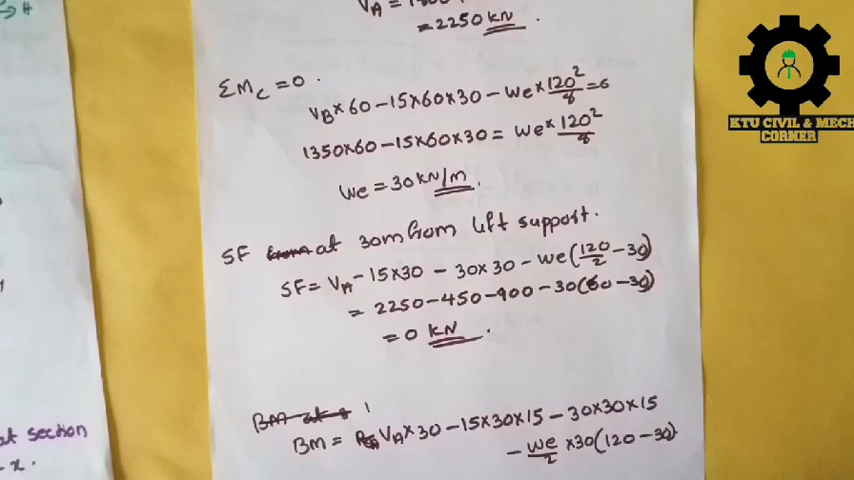 = 2250 KN.
ΣMc = 0.
VB × 60 - 15×60×30 - we × 120²/8 = 0
1350×60 - 15×60×30 = we × 120²/8
we = 30 KN/m.
SF at 30m from left support.
SF = VA - 15×30 - 30×30 - we(120/2 - 30)
= 2250 - 450 - 900 - 30(60 - 30)
= 0 KN.
BM = VA × 30 - 15×30×15 - 30×30×15
- we/2 × 30(120 - 30)
at section
- x.
KTU CIVIL & MECH
CORNER